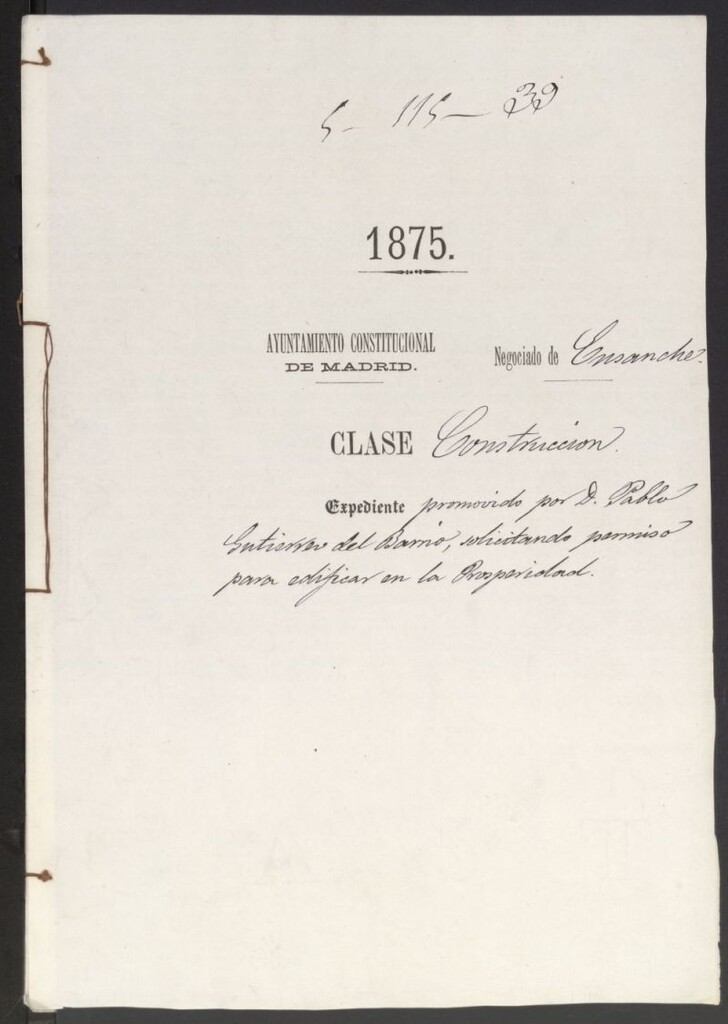 5 - 115 - 39
1875.
AYUNTAMIENTO CONSTITUCIONAL
DE MADRID.
Negociado de Ensanche.
CLASE Construccion.
Expediente promovido por D. Pablo
Gutierrez del Barrio, solicitando permiso
para edificar en la Prosperidad.